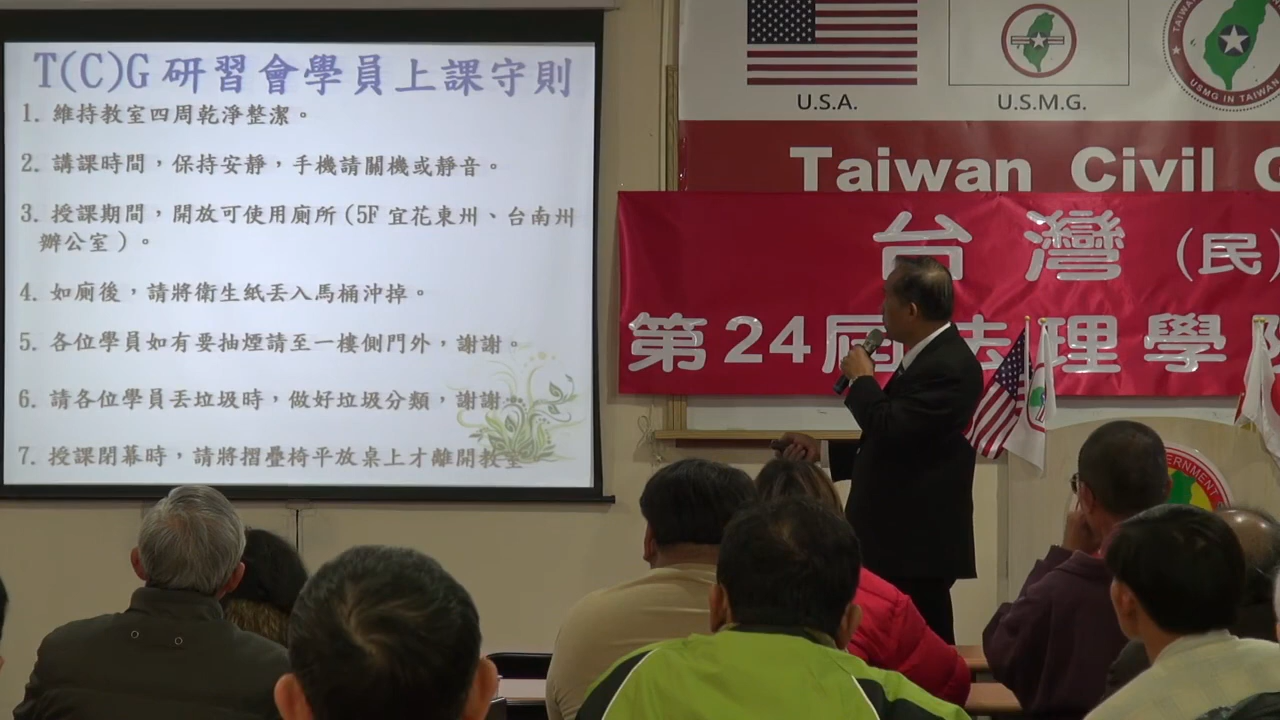 T(C)G 研習會學員上課守則
1. 維持教室四周乾淨整潔。
2. 講課時間，保持安靜，手機請關機或靜音。
3. 授課期間，開放可使用廁所(5F 宜花東州、台南州
辦公室)。
4. 如廁後，請將衛生紙丟入馬桶沖掉。
5. 各位學員如有要抽煙請至一樓側門外，謝謝。
6. 請各位學員丟垃圾時，做好垃圾分類，謝謝。
7. 授課閉幕時，請將摺疊椅平放桌上才離開教室
U.S.A.
U.S.M.G.
USMG IN TAIWAN
Taiwan Civil G
台灣(民)
第24屆法理學院